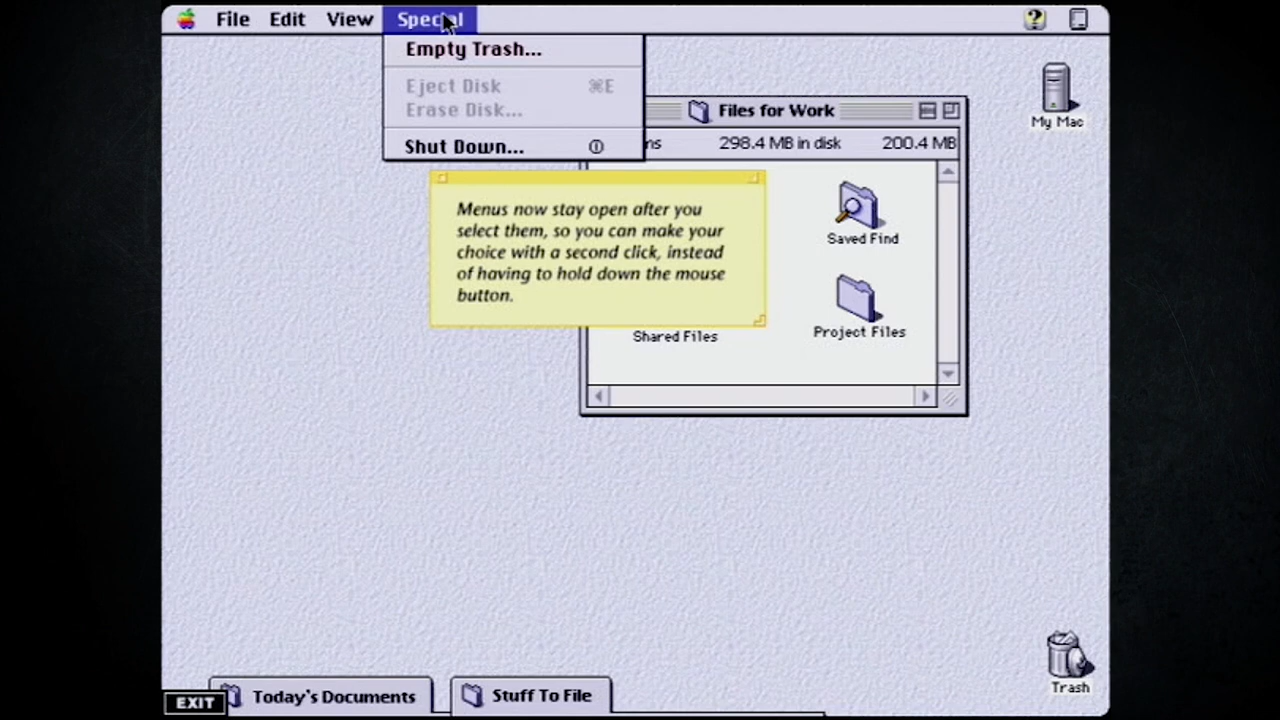 File Edit View Special
Empty Trash...
Eject Disk ⌘E
Erase Disk...
Shut Down...
Files for Work
298.4 MB in disk 200.4 MB
My Mac
Menus now stay open after you
select them, so you can make your
choice with a second click, instead
of having to hold down the mouse
button.
Saved Find
Shared Files
Project Files
Trash
EXIT
Today's Documents
Stuff To File